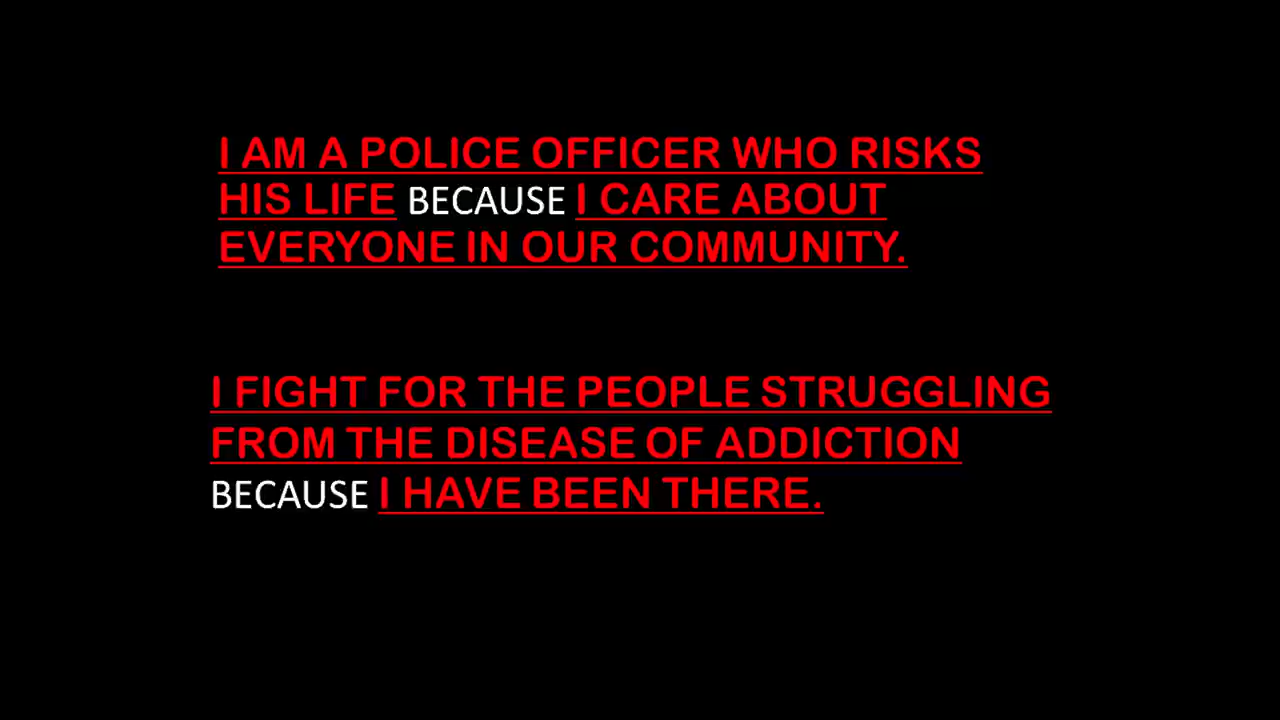 I AM A POLICE OFFICER WHO RISKS
HIS LIFE BECAUSE I CARE ABOUT
EVERYONE IN OUR COMMUNITY.
I FIGHT FOR THE PEOPLE STRUGGLING
FROM THE DISEASE OF ADDICTION
BECAUSE I HAVE BEEN THERE.